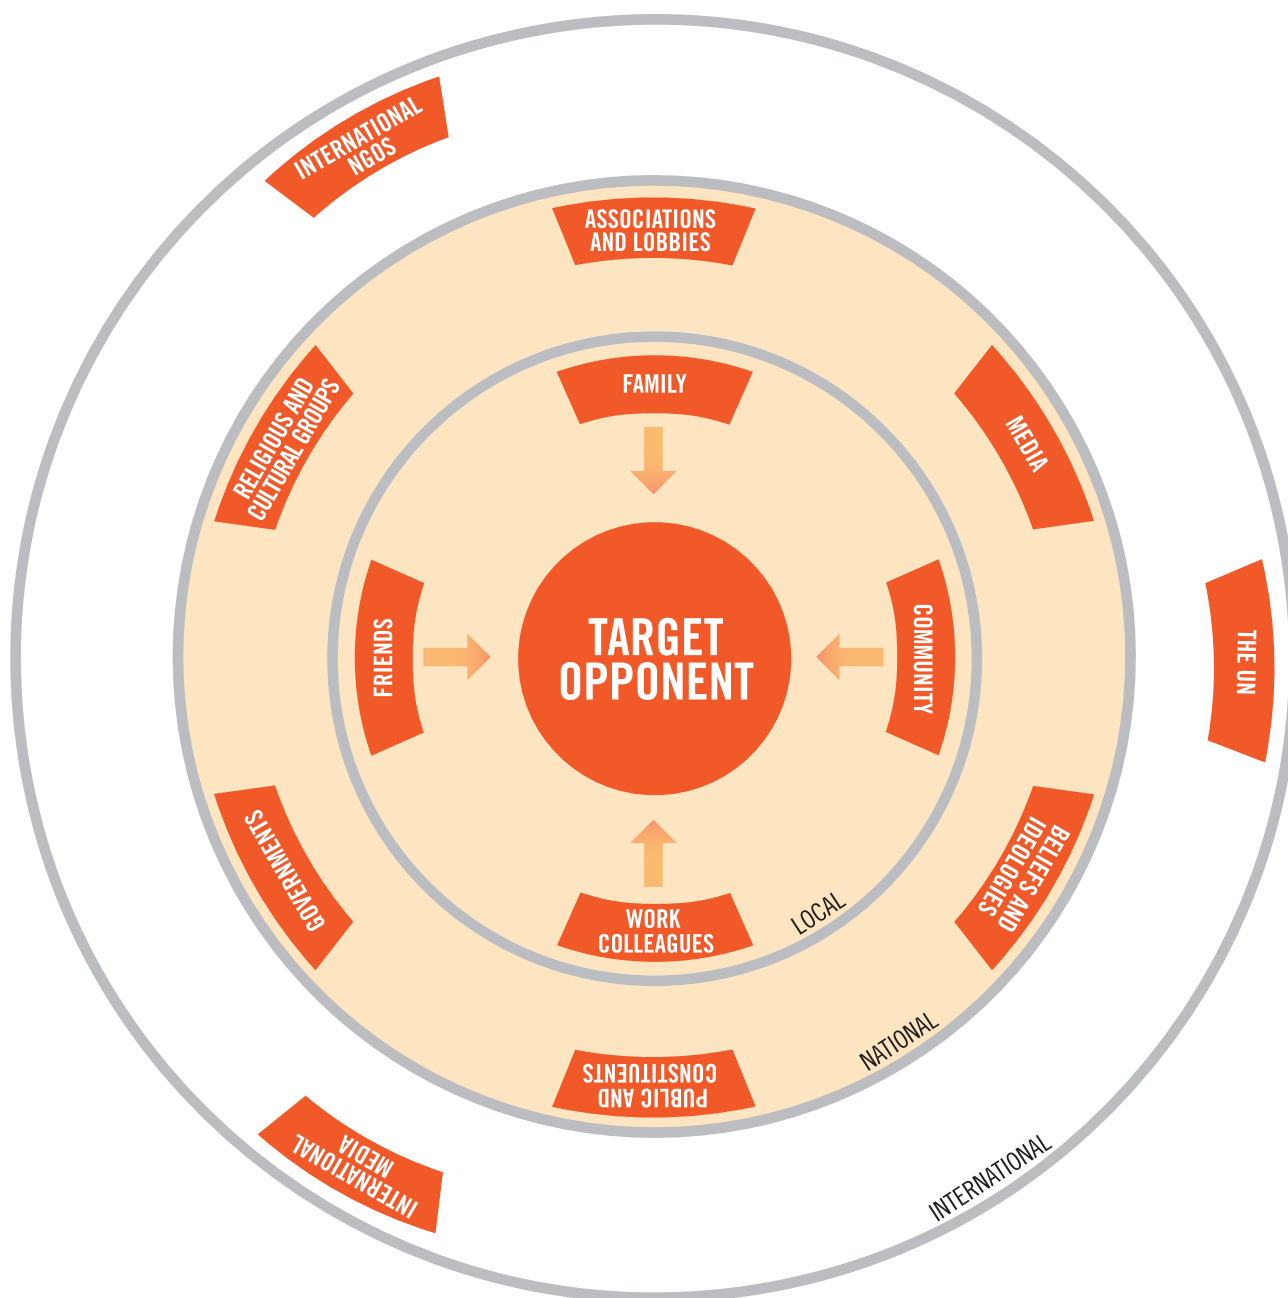 INTERNATIONAL
NGOS
ASSOCIATIONS
AND LOBBIES
FAMILY
RELIGIOUS AND
CULTURAL GROUPS
MEDIA
FRIENDS
TARGET
OPPONENT
COMMUNITY
THE UN
GOVERNMENTS
WORK
COLLEAGUES
LOCAL
BELIEFS AND
IDEOLOGIES
NATIONAL
PUBLIC AND
CONSTITUENTS
INTERNATIONAL
MEDIA
INTERNATIONAL